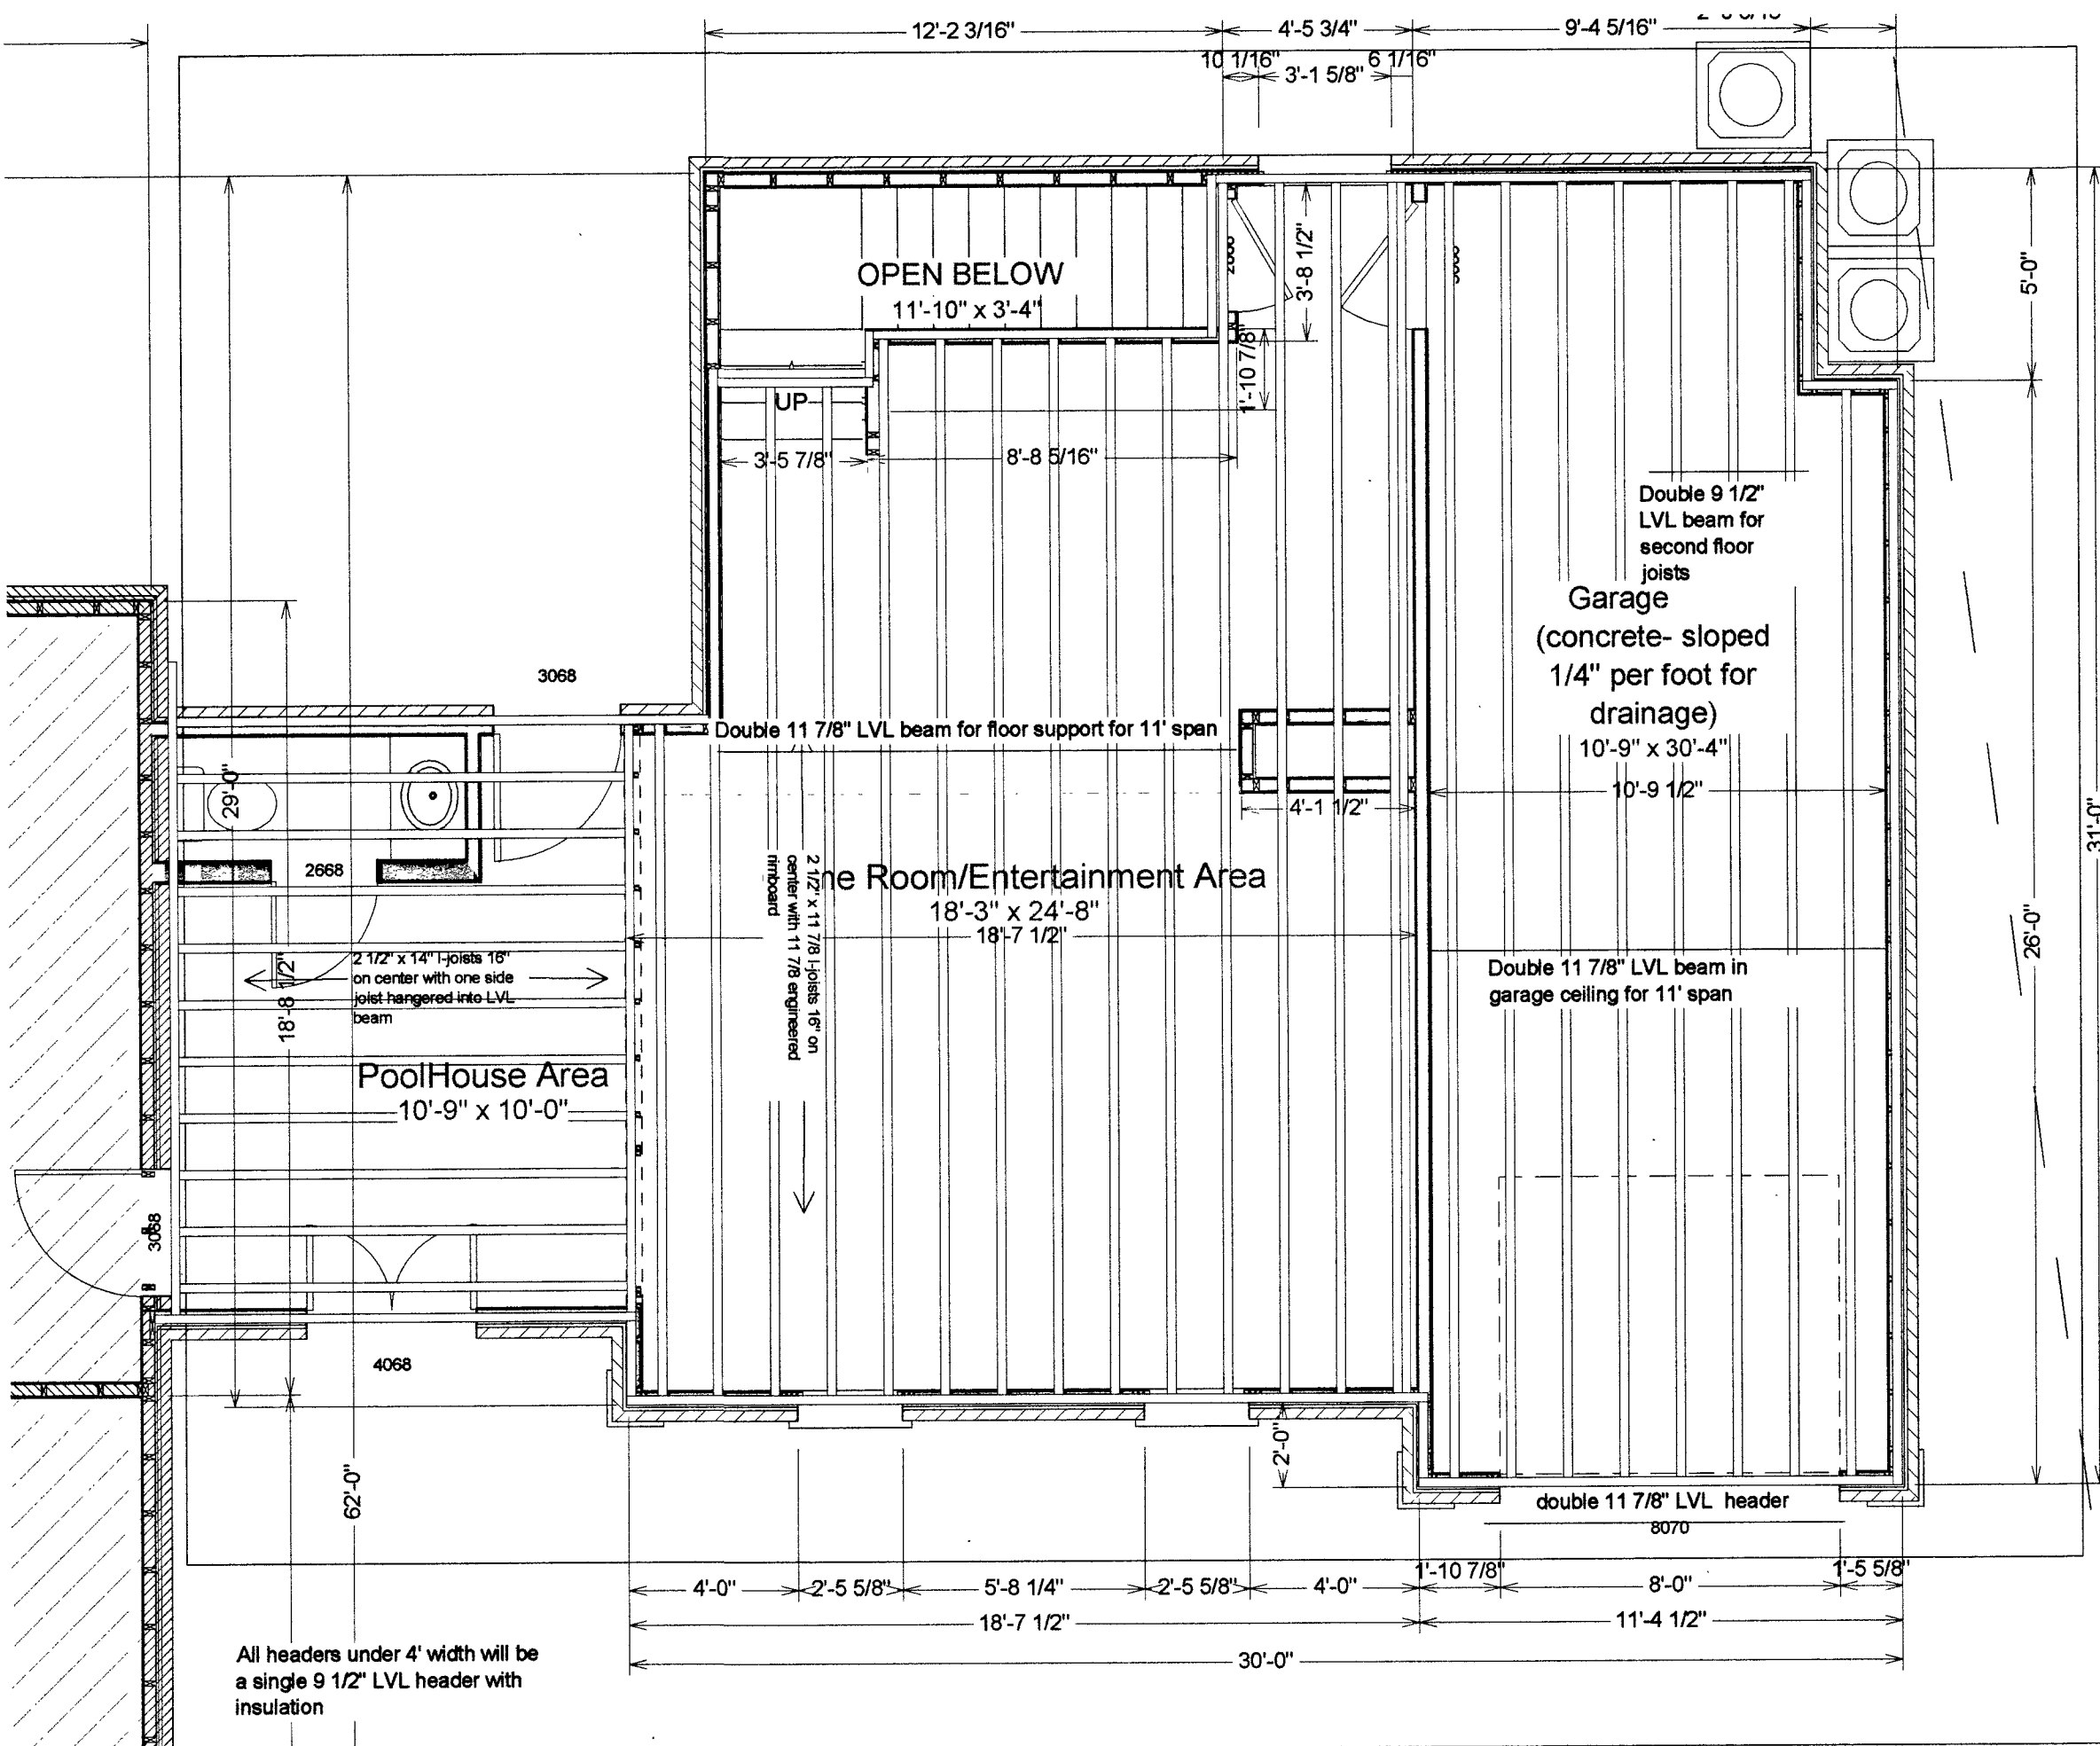 12'-2 3/16"
4'-5 3/4"
9'-4 5/16"
10 1/16"
3'-1 5/8"
6 1/16"
OPEN BELOW
11'-10" x 3'-4"
3'-8 1/2"
5'-0"
1'-10 7/8"
UP
3'-5 7/8"
8'-8 5/16"
Double 9 1/2"
LVL beam for
second floor
joists
Garage
(concrete- sloped
1/4" per foot for
drainage)
10'-9" x 30'-4"
10'-9 1/2"
3068
Double 11 7/8" LVL beam for floor support for 11' span
29'-0"
4'-1 1/2"
31'-0"
2668
2 1/2" x 11 7/8 I-joists 16" on
center with 11 7/8 engineered
rimboard
me Room/Entertainment Area
18'-3" x 24'-8"
18'-7 1/2"
26'-0"
2 1/2" x 14" I-joists 16"
on center with one side
joist hangered into LVL
beam
18'-8 1/2"
Double 11 7/8" LVL beam in
garage ceiling for 11' span
PoolHouse Area
10'-9" x 10'-0"
3068
4068
62'-0"
2'-0"
double 11 7/8" LVL header
8070
4'-0"
2'-5 5/8"
5'-8 1/4"
2'-5 5/8"
4'-0"
1'-10 7/8"
8'-0"
1'-5 5/8"
18'-7 1/2"
11'-4 1/2"
30'-0"
All headers under 4' width will be
a single 9 1/2" LVL header with
insulation